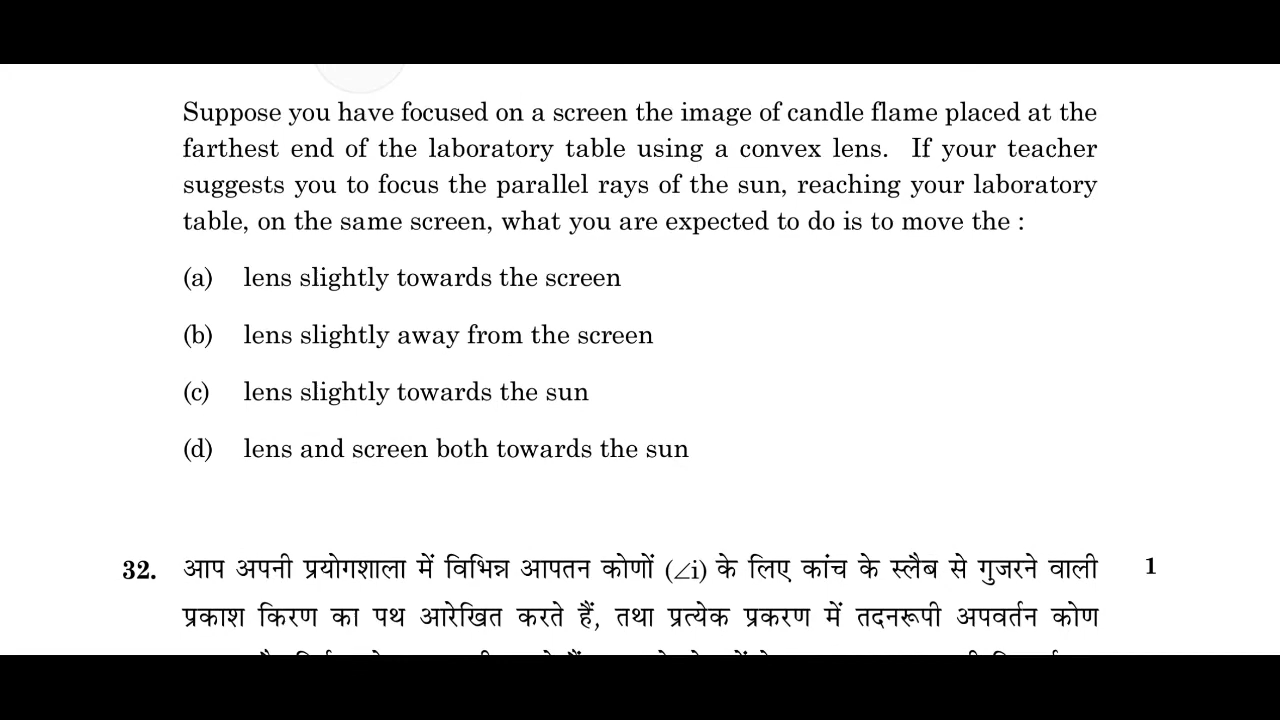 Suppose you have focused on a screen the image of candle flame placed at the
farthest end of the laboratory table using a convex lens. If your teacher
suggests you to focus the parallel rays of the sun, reaching your laboratory
table, on the same screen, what you are expected to do is to move the :
(a) lens slightly towards the screen
(b) lens slightly away from the screen
(c) lens slightly towards the sun
(d) lens and screen both towards the sun
32. आप अपनी प्रयोगशाला में विभिन्न आपतन कोणों (∠i) के लिए कांच के स्लैब से गुजरने वाली 1
प्रकाश किरण का पथ आरेखित करते हैं, तथा प्रत्येक प्रकरण में तदनरूपी अपवर्तन कोण